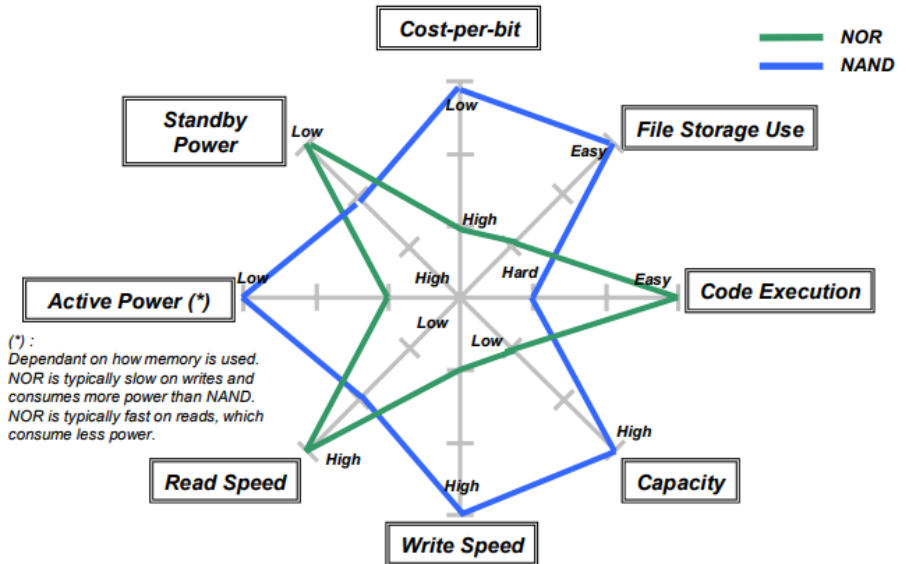 Cost-per-bit
NOR
NAND
Standby
Power
Low
Low
File Storage Use
Easy
High
Low
High
Hard
Easy
Active Power (*)
Code Execution
Low
Low
(*) :
Dependant on how memory is used.
NOR is typically slow on writes and
consumes more power than NAND.
NOR is typically fast on reads, which
consume less power.
High
High
High
Read Speed
Capacity
Write Speed